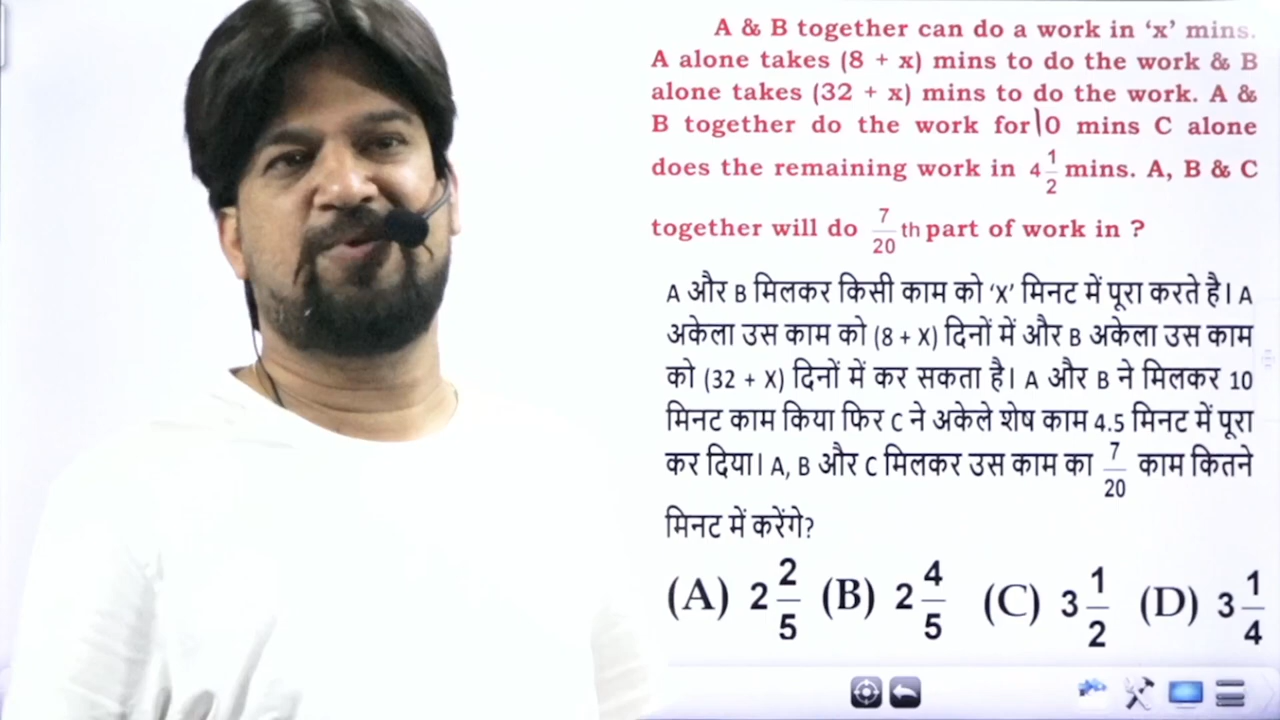 A & B together can do a work in ‘x’ mins.
A alone takes (8 + x) mins to do the work & B
alone takes (32 + x) mins to do the work. A &
B together do the work for 10 mins C alone
does the remaining work in 4 1/2 mins. A, B & C
together will do 7/20 th part of work in ?
A और B मिलकर किसी काम को ‘X’ मिनट में पूरा करते है। A
अकेला उस काम को (8 + X) दिनों में और B अकेला उस काम
को (32 + X) दिनों में कर सकता है। A और B ने मिलकर 10
मिनट काम किया फिर C ने अकेले शेष काम 4.5 मिनट में पूरा
कर दिया। A, B और C मिलकर उस काम का 7/20 काम कितने
मिनट में करेंगे?
(A) 2 2/5 (B) 2 4/5 (C) 3 1/2 (D) 3 1/4